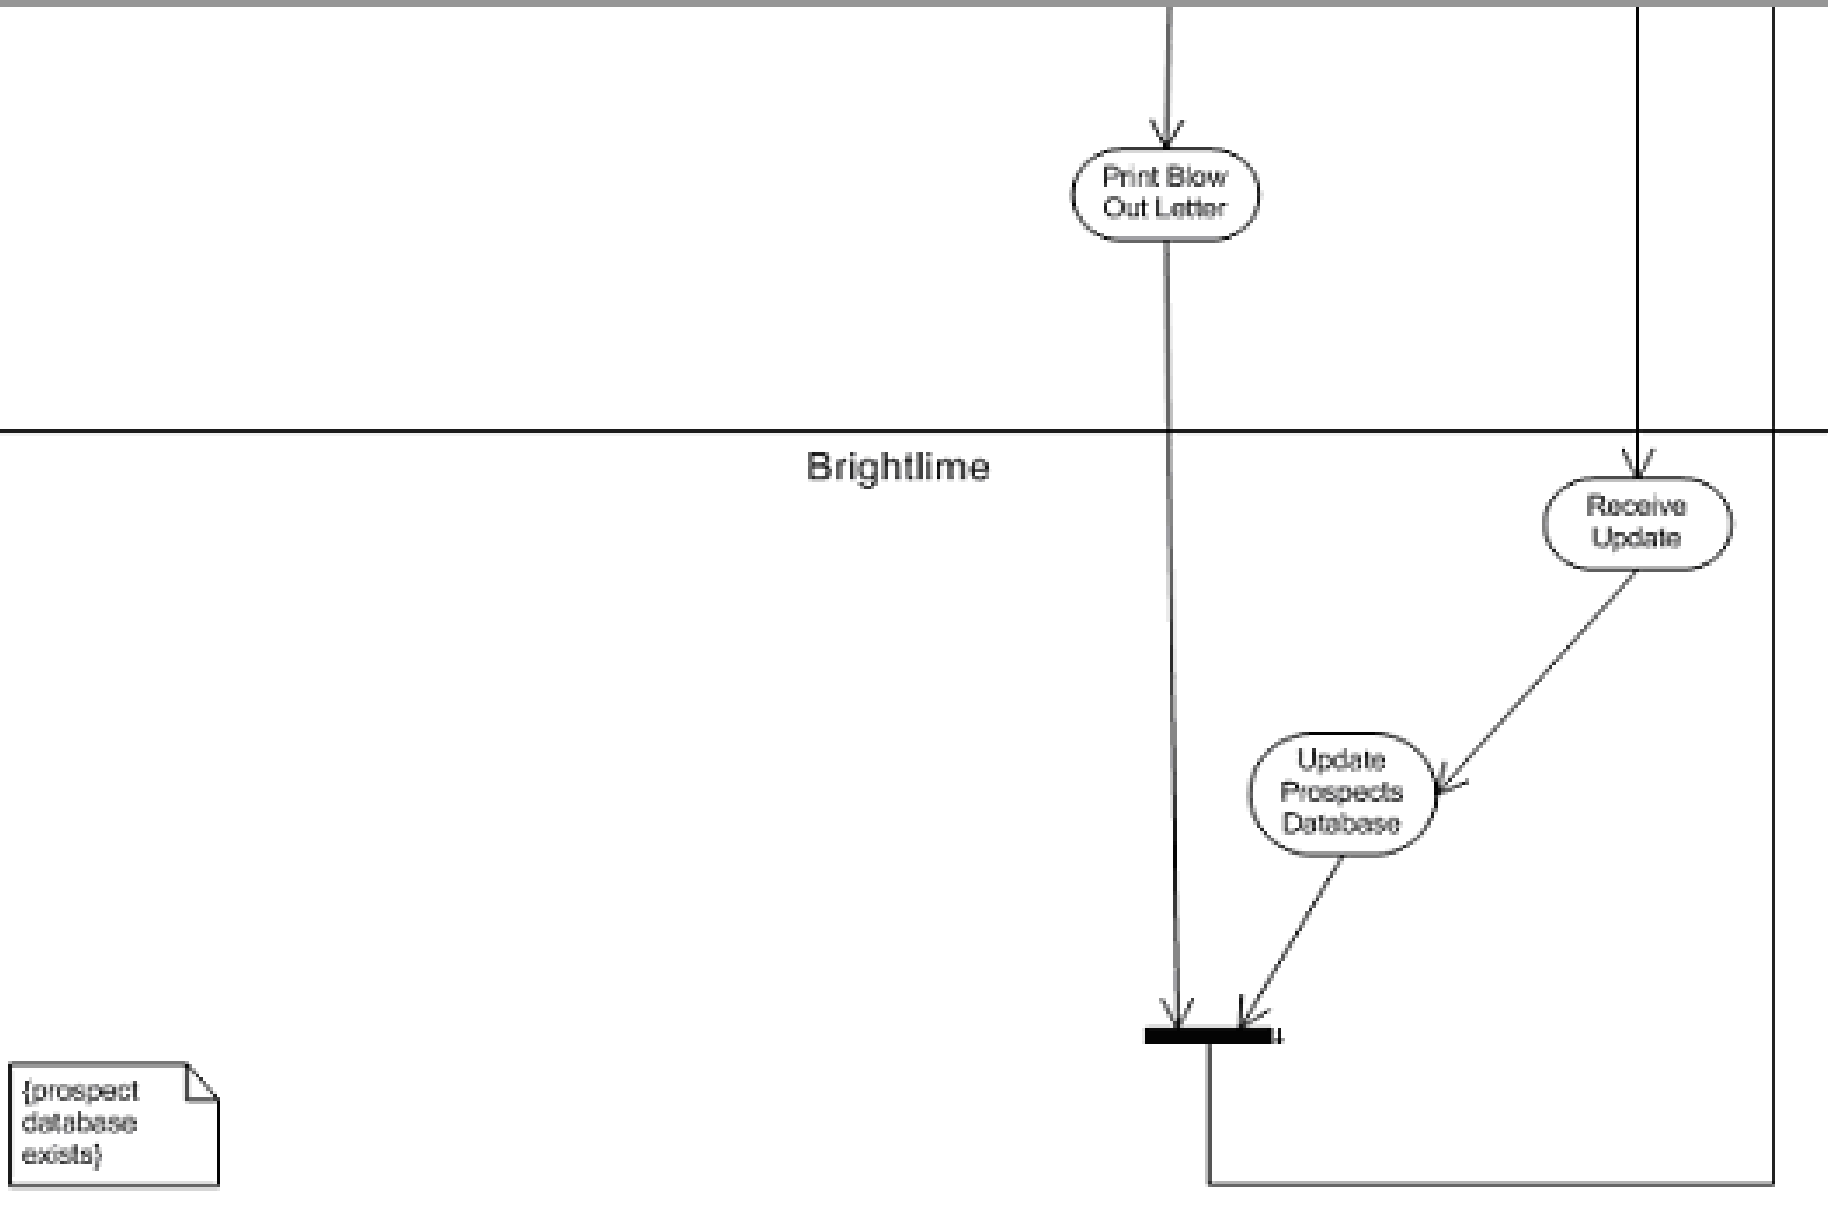 Print Blow
Out Letter
Brightlime
Receive
Update
Update
Prospects
Database
{prospect
database
exists}